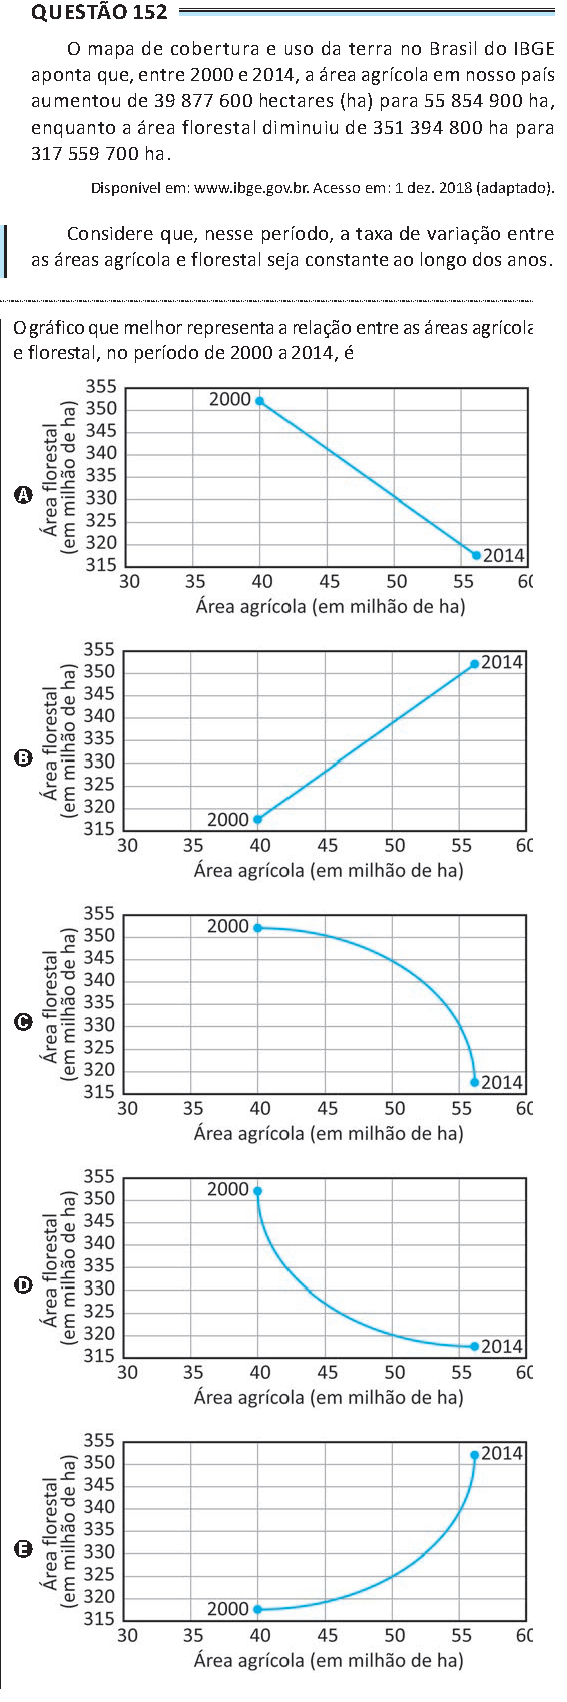 QUESTÃO 152
O mapa de cobertura e uso da terra no Brasil do IBGE
aponta que, entre 2000 e 2014, a área agrícola em nosso país
aumentou de 39 877 600 hectares (ha) para 55 854 900 ha,
enquanto a área florestal diminuiu de 351 394 800 ha para
317 559 700 ha.
Disponível em: www.ibge.gov.br. Acesso em: 1 dez. 2018 (adaptado).
Considere que, nesse período, a taxa de variação entre
as áreas agrícola e florestal seja constante ao longo dos anos.
O gráfico que melhor representa a relação entre as áreas agrícola
e florestal, no período de 2000 a 2014, é
A
Área florestal
(em milhão de ha)
355
350
345
340
335
330
325
320
315
2000
2014
30 35 40 45 50 55 60
Área agrícola (em milhão de ha)
B
Área florestal
(em milhão de ha)
355
350
345
340
335
330
325
320
315
2014
2000
30 35 40 45 50 55 60
Área agrícola (em milhão de ha)
C
Área florestal
(em milhão de ha)
355
350
345
340
335
330
325
320
315
2000
2014
30 35 40 45 50 55 60
Área agrícola (em milhão de ha)
D
Área florestal
(em milhão de ha)
355
350
345
340
335
330
325
320
315
2000
2014
30 35 40 45 50 55 60
Área agrícola (em milhão de ha)
E
Área florestal
(em milhão de ha)
355
350
345
340
335
330
325
320
315
2014
2000
30 35 40 45 50 55 60
Área agrícola (em milhão de ha)